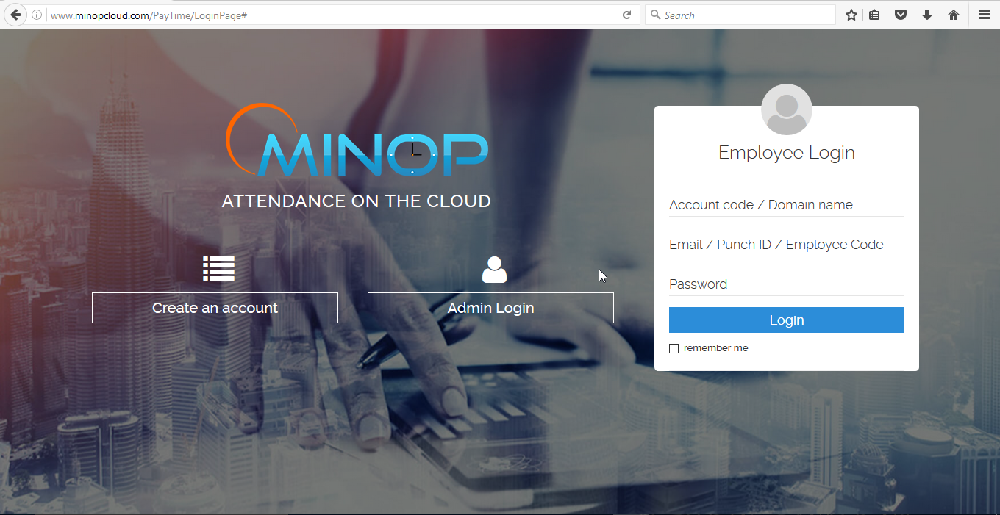 www.minopcloud.com/PayTime/LoginPage#
Search
MINOP
ATTENDANCE ON THE CLOUD
Create an account
Admin Login
Employee Login
Account code / Domain name
Email / Punch ID / Employee Code
Password
Login
remember me